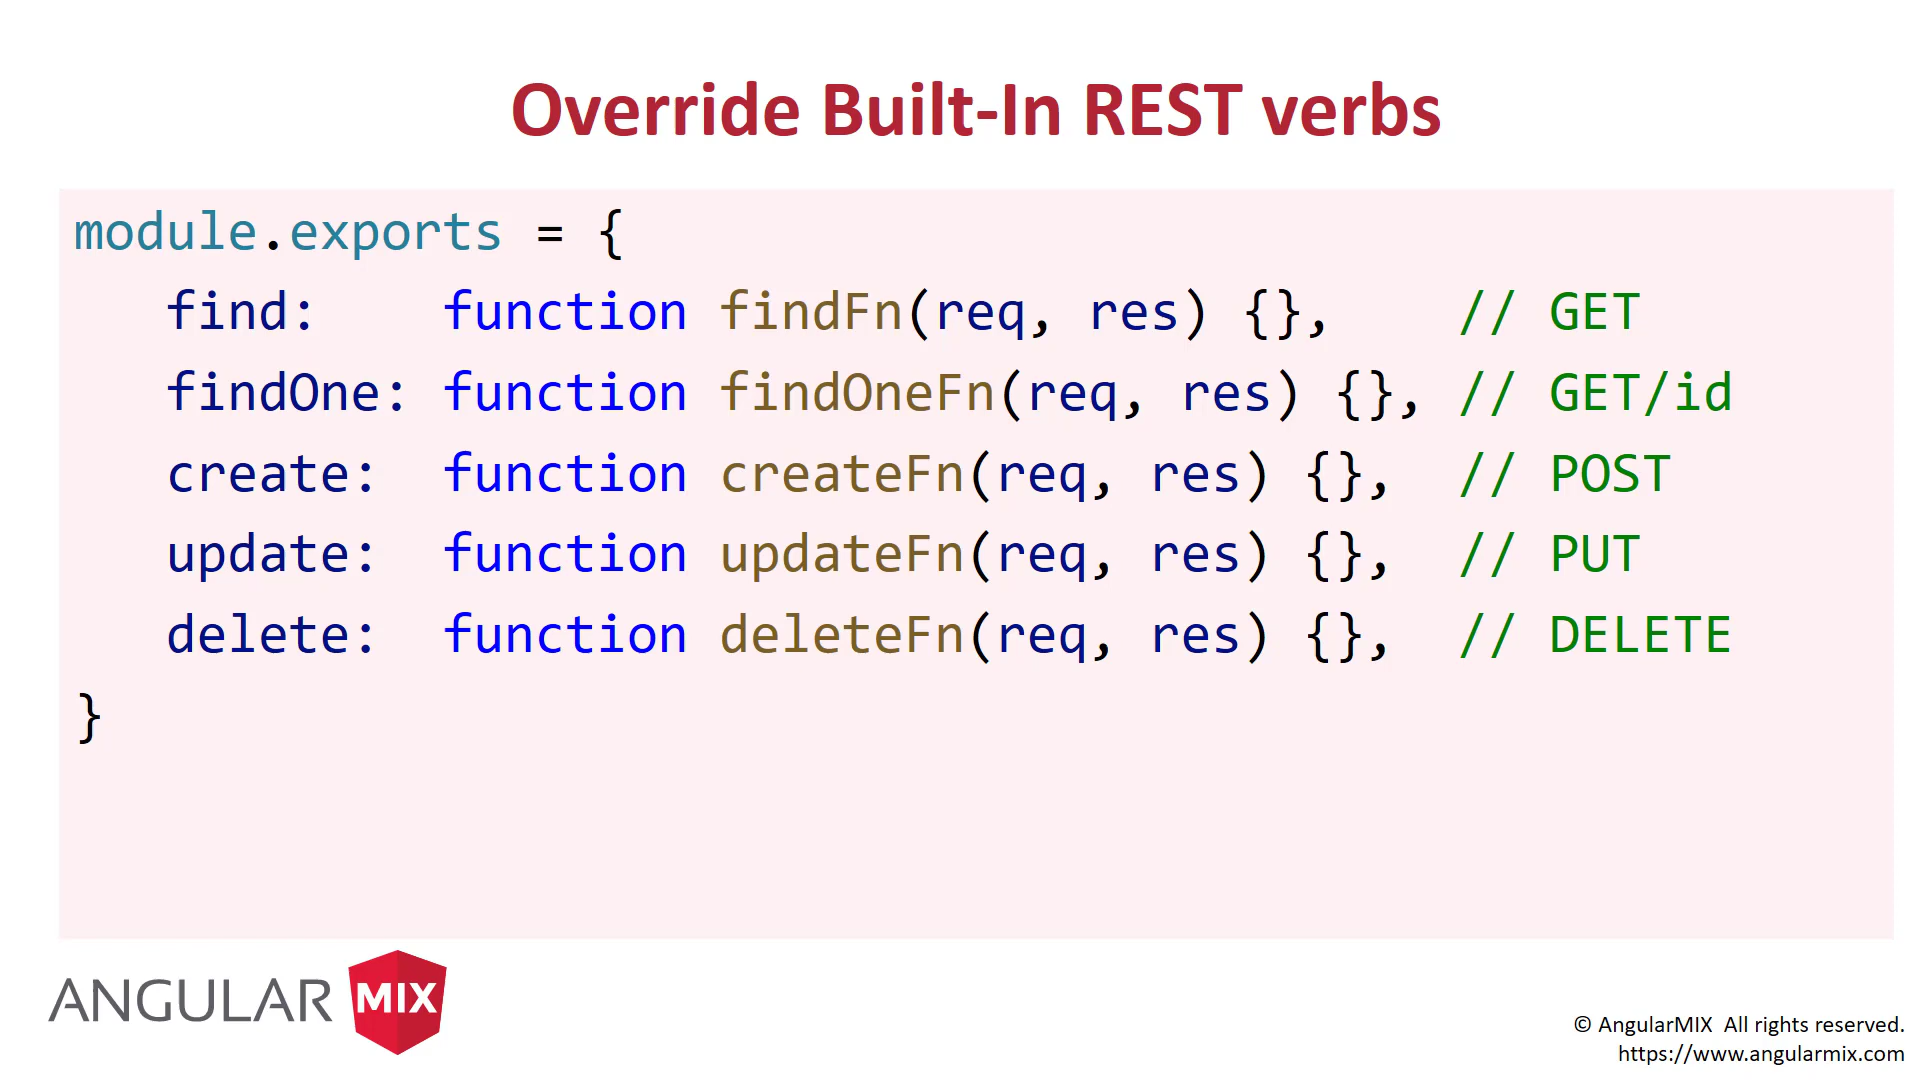 Override Built-In REST verbs
module.exports = {
   find:    function findFn(req, res) {},    // GET
   findOne: function findOneFn(req, res) {}, // GET/id
   create:  function createFn(req, res) {},  // POST
   update:  function updateFn(req, res) {},  // PUT
   delete:  function deleteFn(req, res) {},  // DELETE
}
ANGULAR MIX
© AngularMIX  All rights reserved.
https://www.angularmix.com